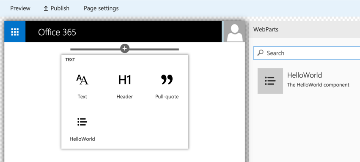 Preview Publish Page settings
Office 365
WebParts
Search
TEXT
AA H1 ”
Text Header Pull quote
HelloWorld
HelloWorld
The HelloWorld component